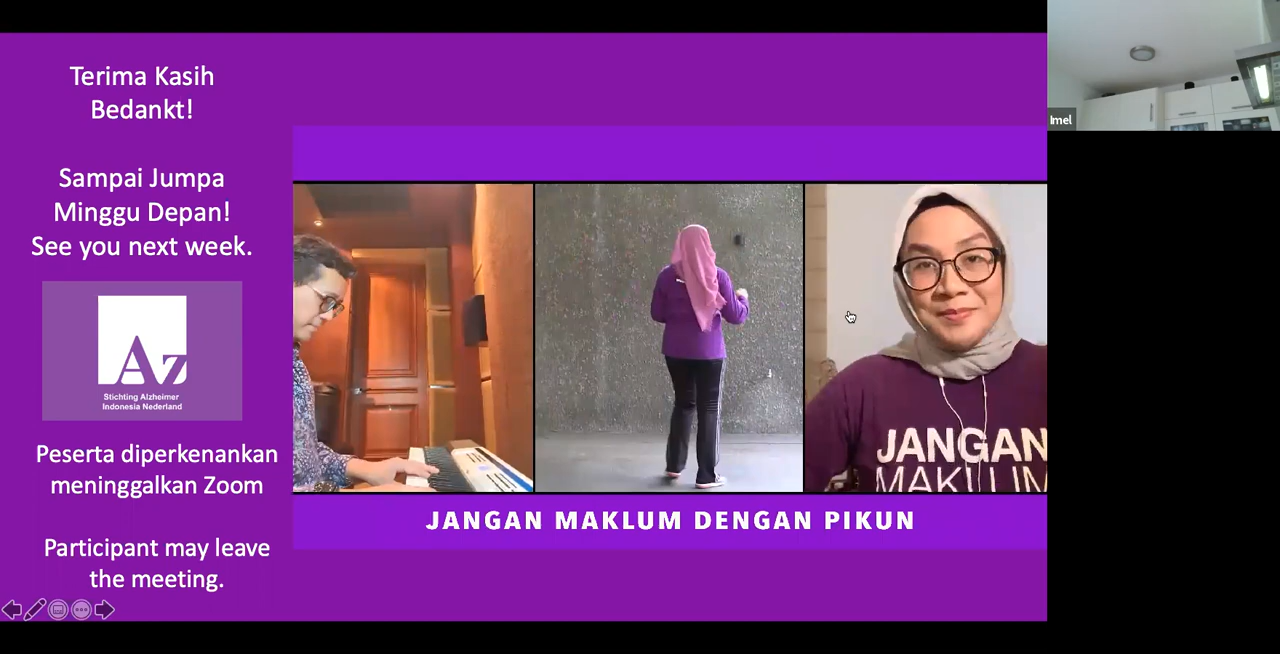 Terima Kasih
Bedankt!
Sampai Jumpa
Minggu Depan!
See you next week.
Az
Stichting Alzheimer
Indonesia Nederland
Peserta diperkenankan
meninggalkan Zoom
Participant may leave
the meeting.
JANGAN
MAKLUM
JANGAN MAKLUM DENGAN PIKUN
Imel